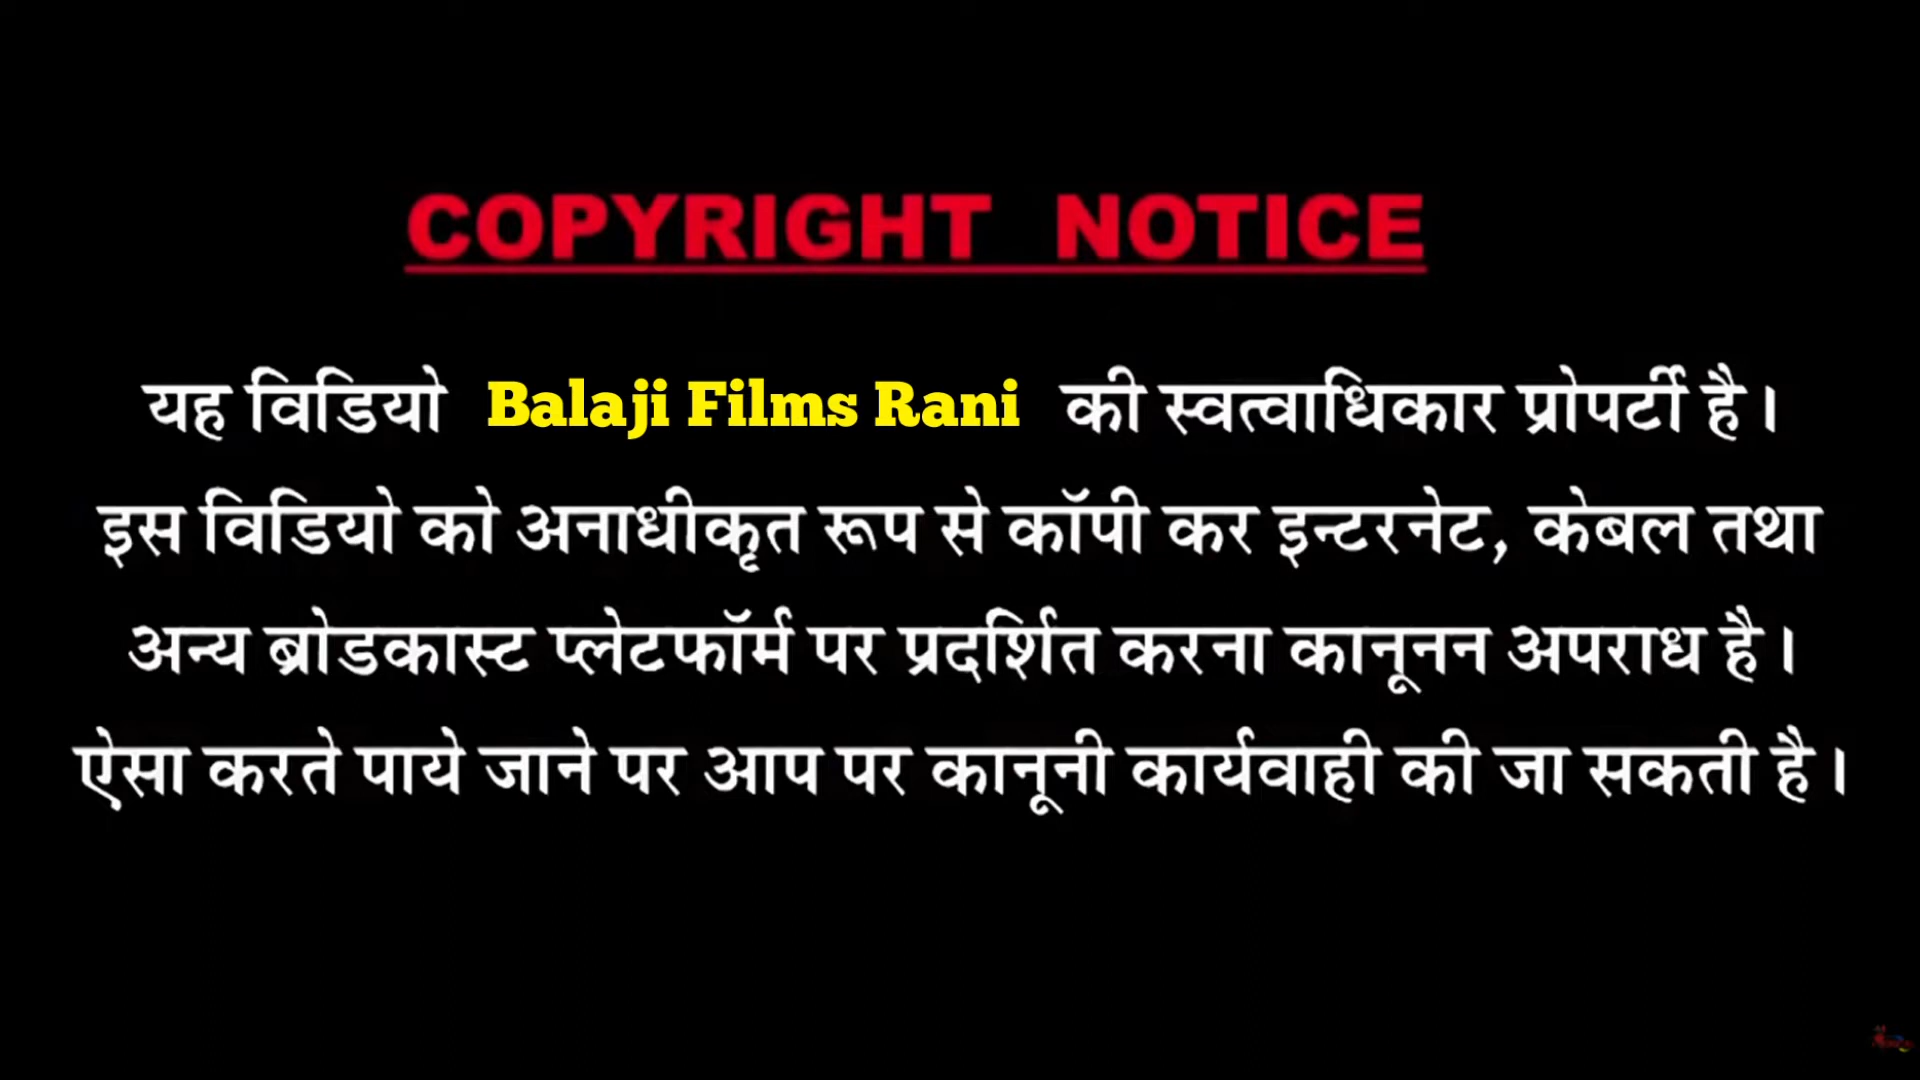 COPYRIGHT NOTICE
यह विडियो Balaji Films Rani की स्वत्वाधिकार प्रोपर्टी है।
इस विडियो को अनाधीकृत रूप से कॉपी कर इन्टरनेट, केबल तथा
अन्य ब्रोडकास्ट प्लेटफॉर्म पर प्रदर्शित करना कानूनन अपराध है।
ऐसा करते पाये जाने पर आप पर कानूनी कार्यवाही की जा सकती है।